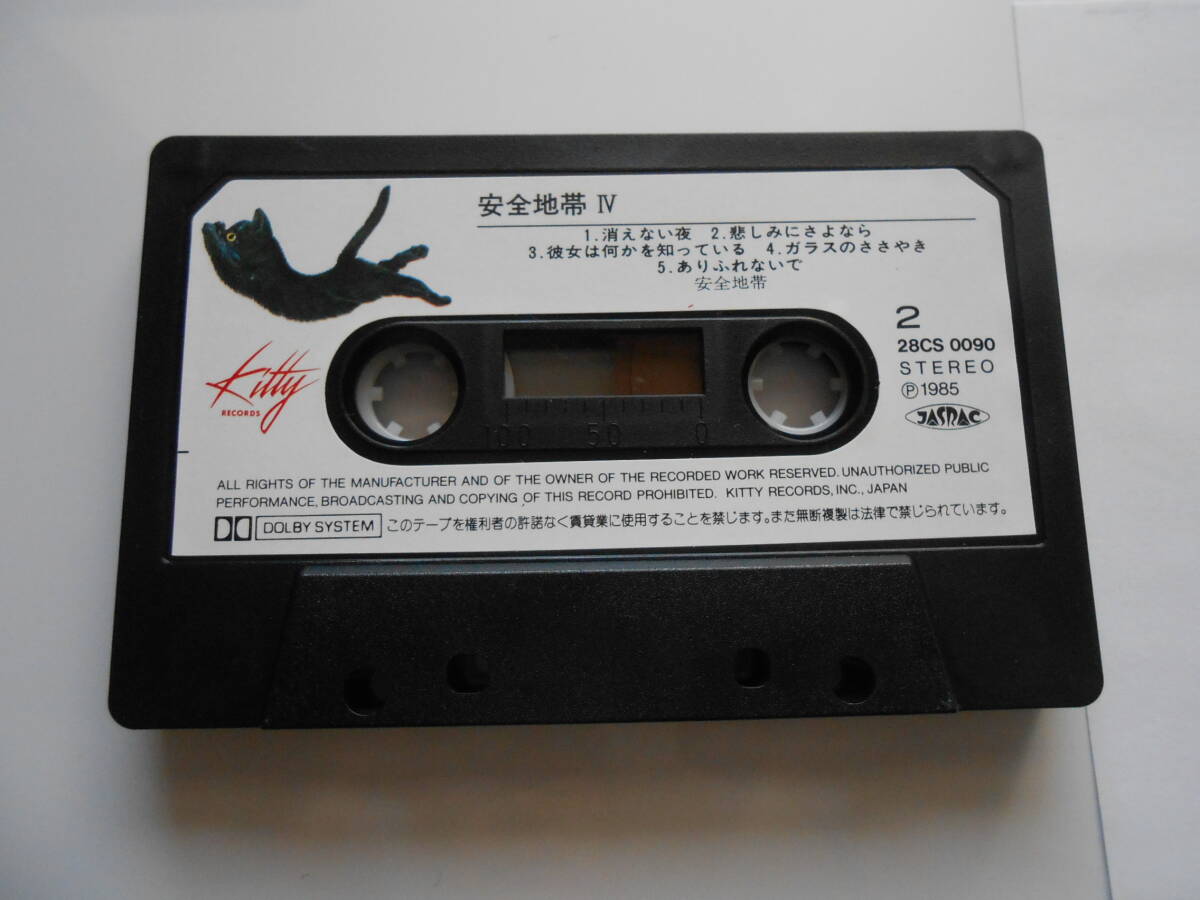 安全地帯 IV
1.消えない夜 2.悲しみにさよなら
3.彼女は何かを知っている 4.ガラスのささやき
5.ありふれないで
安全地帯
2
28CS 0090
STEREO
Ⓟ1985
JASRAC
Kitty
RECORDS
100 50 0
ALL RIGHTS OF THE MANUFACTURER AND OF THE OWNER OF THE RECORDED WORK RESERVED. UNAUTHORIZED PUBLIC
PERFORMANCE, BROADCASTING AND COPYING OF THIS RECORD PROHIBITED. KITTY RECORDS, INC., JAPAN
DOLBY SYSTEM このテープを権利者の許諾なく賃貸業に使用することを禁じます。また無断複製は法律で禁じられています。